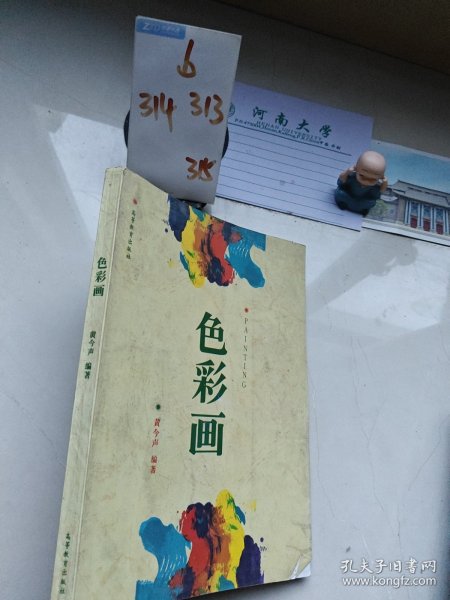 b
314 313
315
河南大学
HENAN UNIVERSITY
高等教育出版社
PAINTING
色彩画
黄今声 编著
色彩画
黄今声 编著
高等教育出版社
孔夫子旧书网
www.kongfz.com